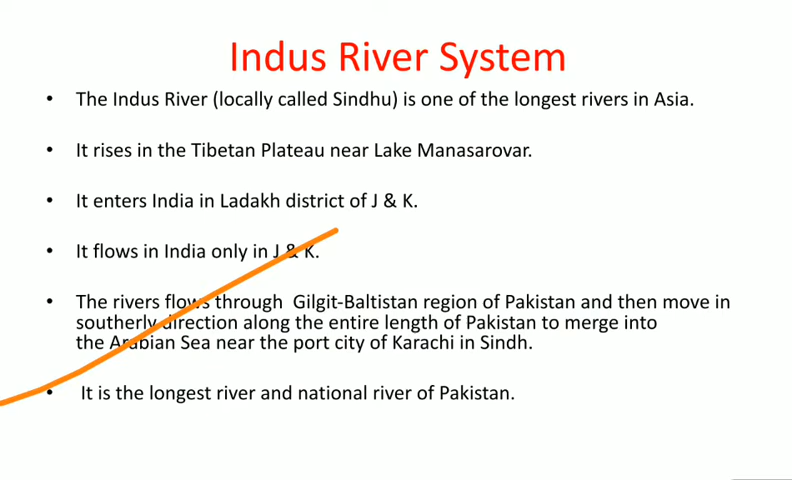 Indus River System
• The Indus River (locally called Sindhu) is one of the longest rivers in Asia.
• It rises in the Tibetan Plateau near Lake Manasarovar.
• It enters India in Ladakh district of J & K.
• It flows in India only in J & K.
• The rivers flows through Gilgit-Baltistan region of Pakistan and then move in
southerly direction along the entire length of Pakistan to merge into
the Arabian Sea near the port city of Karachi in Sindh.
• It is the longest river and national river of Pakistan.